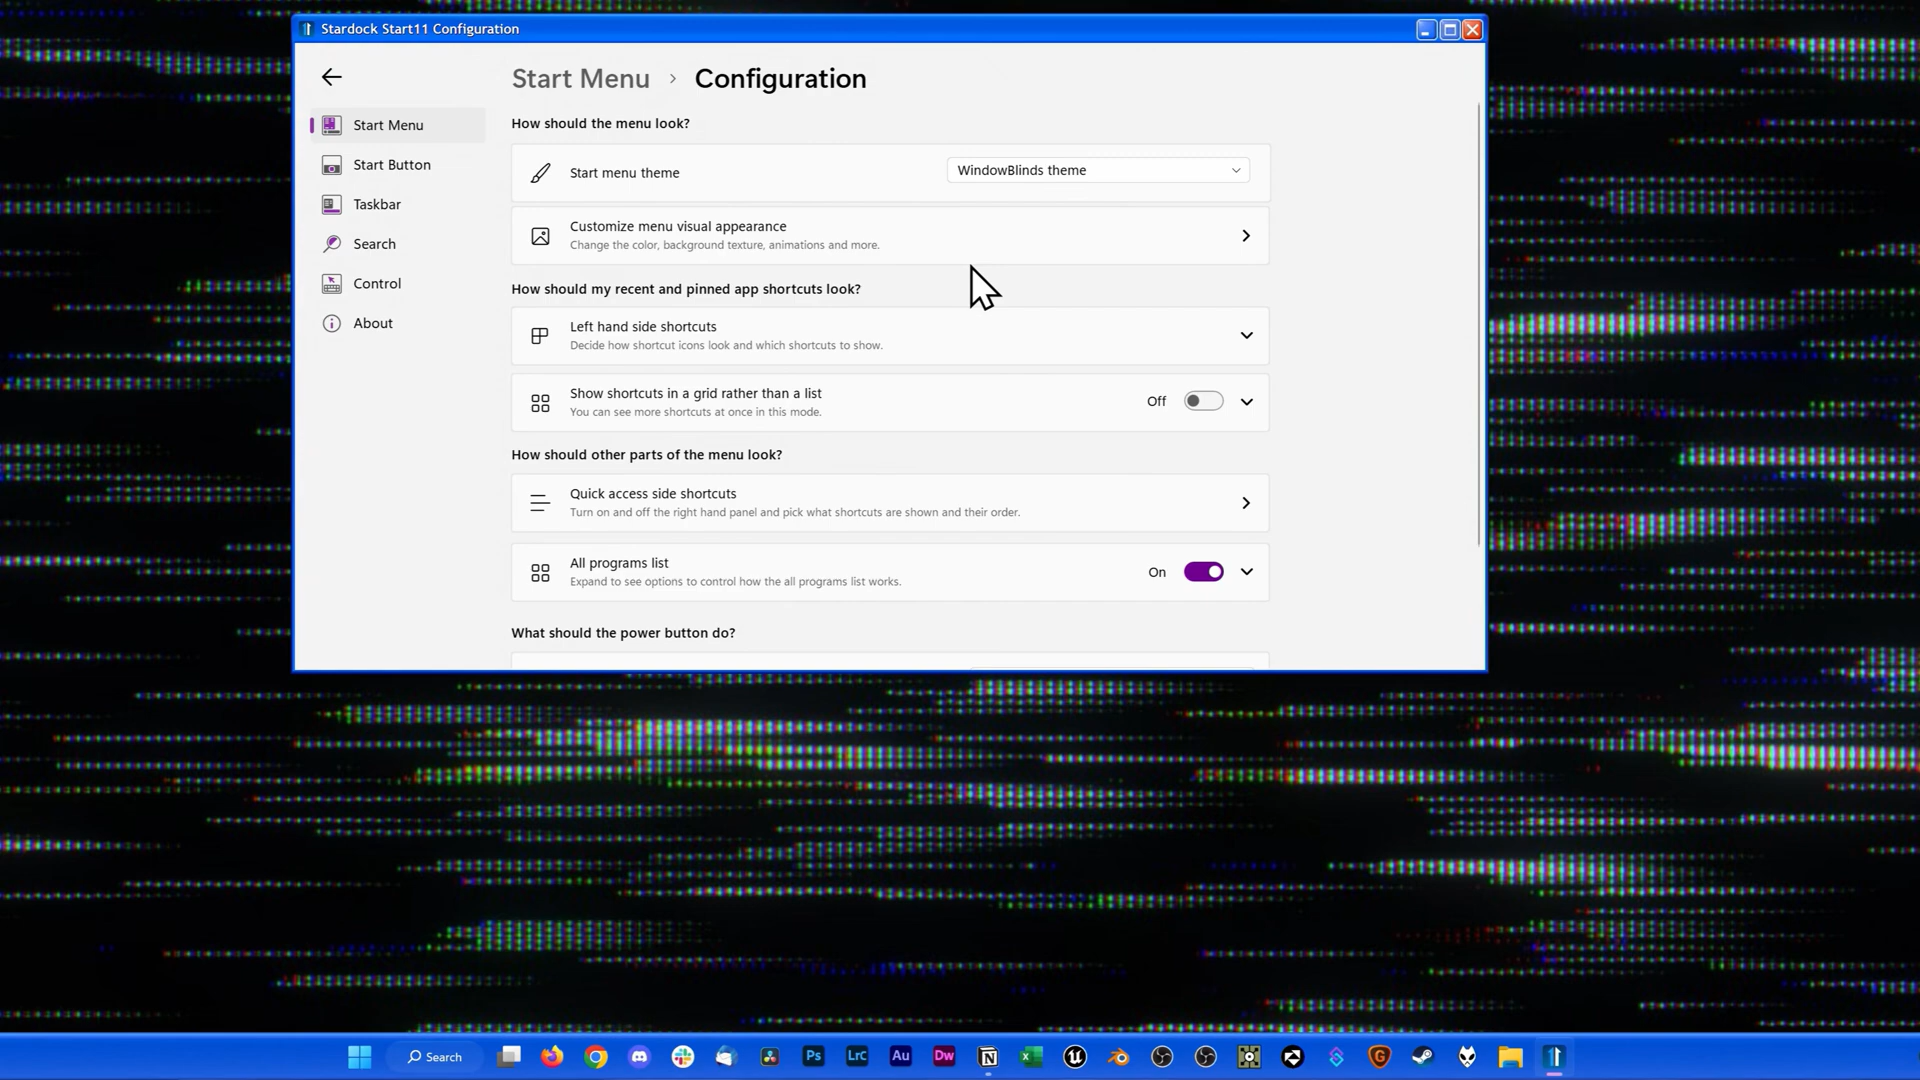 Stardock Start11 Configuration
Start Menu > Configuration
Start Menu
Start Button
Taskbar
Search
Control
About
How should the menu look?
Start menu theme
WindowBlinds theme
Customize menu visual appearance
Change the color, background texture, animations and more.
How should my recent and pinned app shortcuts look?
Left hand side shortcuts
Decide how shortcut icons look and which shortcuts to show.
Show shortcuts in a grid rather than a list
You can see more shortcuts at once in this mode.
Off
How should other parts of the menu look?
Quick access side shortcuts
Turn on and off the right hand panel and pick what shortcuts are shown and their order.
All programs list
Expand to see options to control how the all programs list works.
On
What should the power button do?
Search
Ps
LrC
Au
Dw